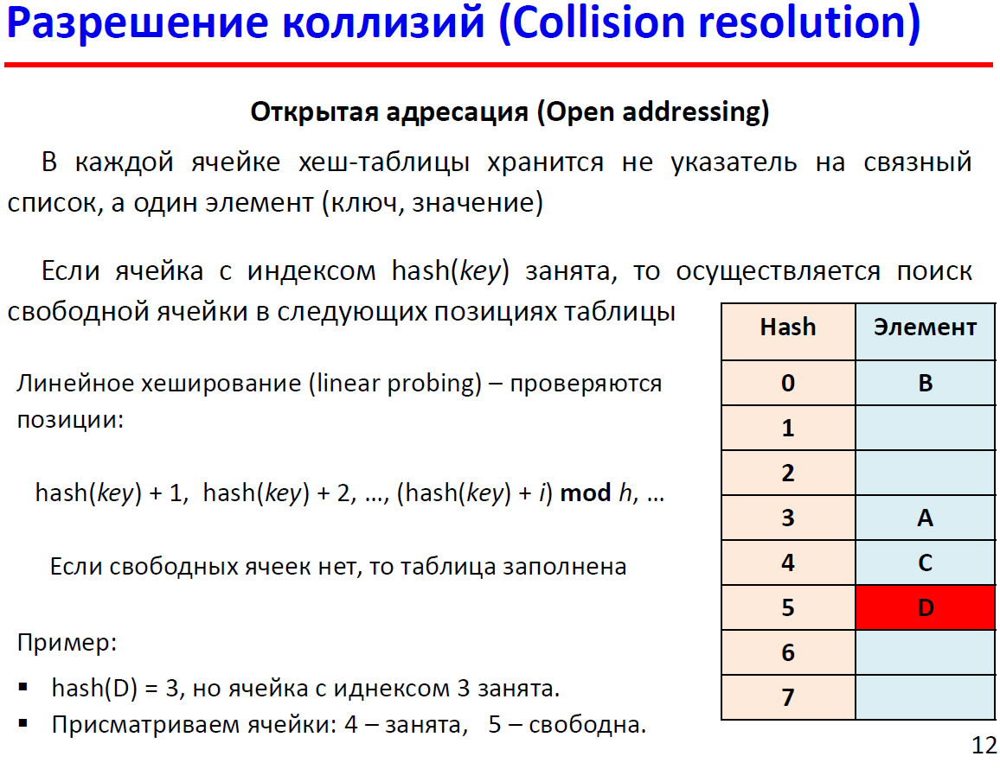 Разрешение коллизий (Collision resolution)
Открытая адресация (Open addressing)
В каждой ячейке хеш-таблицы хранится не указатель на связный
список, а один элемент (ключ, значение)
Если ячейка с индексом hash(key) занята, то осуществляется поиск
свободной ячейки в следующих позициях таблицы
Линейное хеширование (linear probing) – проверяются
позиции:
hash(key) + 1, hash(key) + 2, ..., (hash(key) + i) mod h, ...
Если свободных ячеек нет, то таблица заполнена
Пример:
▪ hash(D) = 3, но ячейка с иднексом 3 занята.
▪ Присматриваем ячейки: 4 – занята, 5 – свободна.
Hash Элемент
0 B
1
2
3 A
4 C
5 D
6
7
12